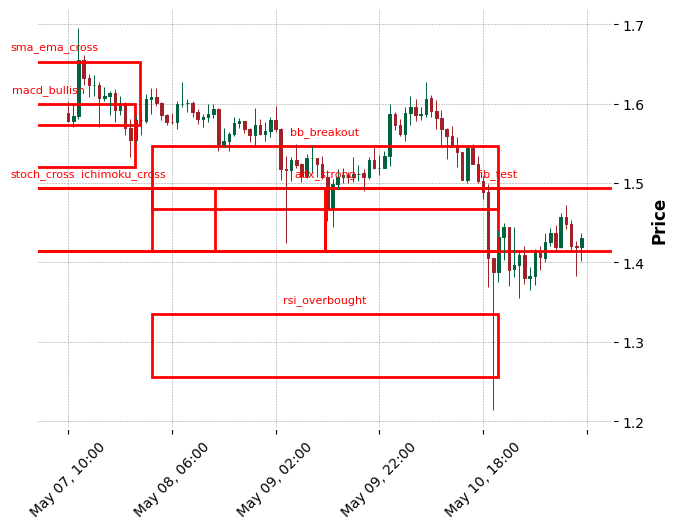 sma_ema_cross
macd_bullish
bb_breakout
stoch_cross ichimoku_cross adx_strong fib_test
rsi_overbought
1.7
1.6
1.5
1.4
1.3
1.2
Price
May 07, 10:00
May 08, 06:00
May 09, 02:00
May 09, 22:00
May 10, 18:00